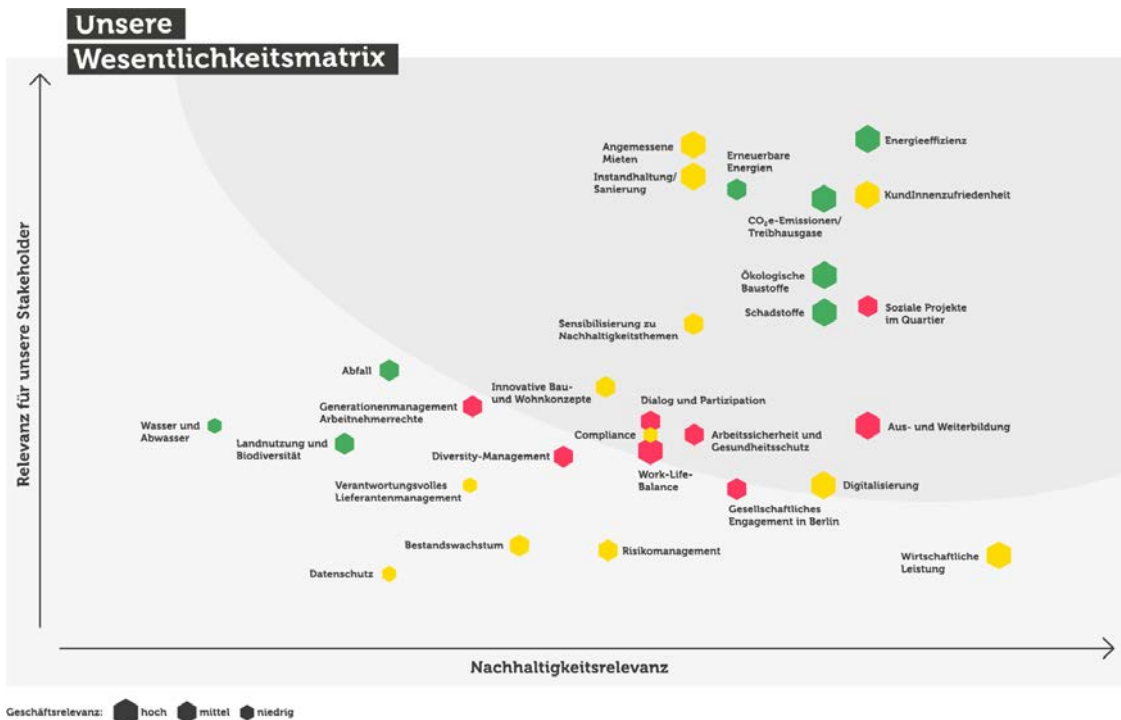 Unsere
Wesentlichkeitsmatrix
Relevanz für unsere Stakeholder
Angemessene
Mieten
Instandhaltung/
Sanierung
Erneuerbare
Energien
Energieeffizienz
KundInnenzufriedenheit
CO₂e-Emissionen/
Treibhausgase
Ökologische
Baustoffe
Schadstoffe
Soziale Projekte
im Quartier
Sensibilisierung zu
Nachhaltigkeitsthemen
Abfall
Innovative Bau-
und Wohnkonzepte
Generationenmanagement
Arbeitnehmerrechte
Dialog und Partizipation
Wasser und
Abwasser
Landnutzung und
Biodiversität
Compliance
Arbeitssicherheit und
Gesundheitsschutz
Aus- und Weiterbildung
Diversity-Management
Work-Life-
Balance
Verantwortungsvolles
Lieferantenmanagement
Digitalisierung
Gesellschaftliches
Engagement in Berlin
Bestandswachstum
Risikomanagement
Wirtschaftliche
Leistung
Datenschutz
Nachhaltigkeitsrelevanz
Geschäftsrelevanz: hoch mittel niedrig